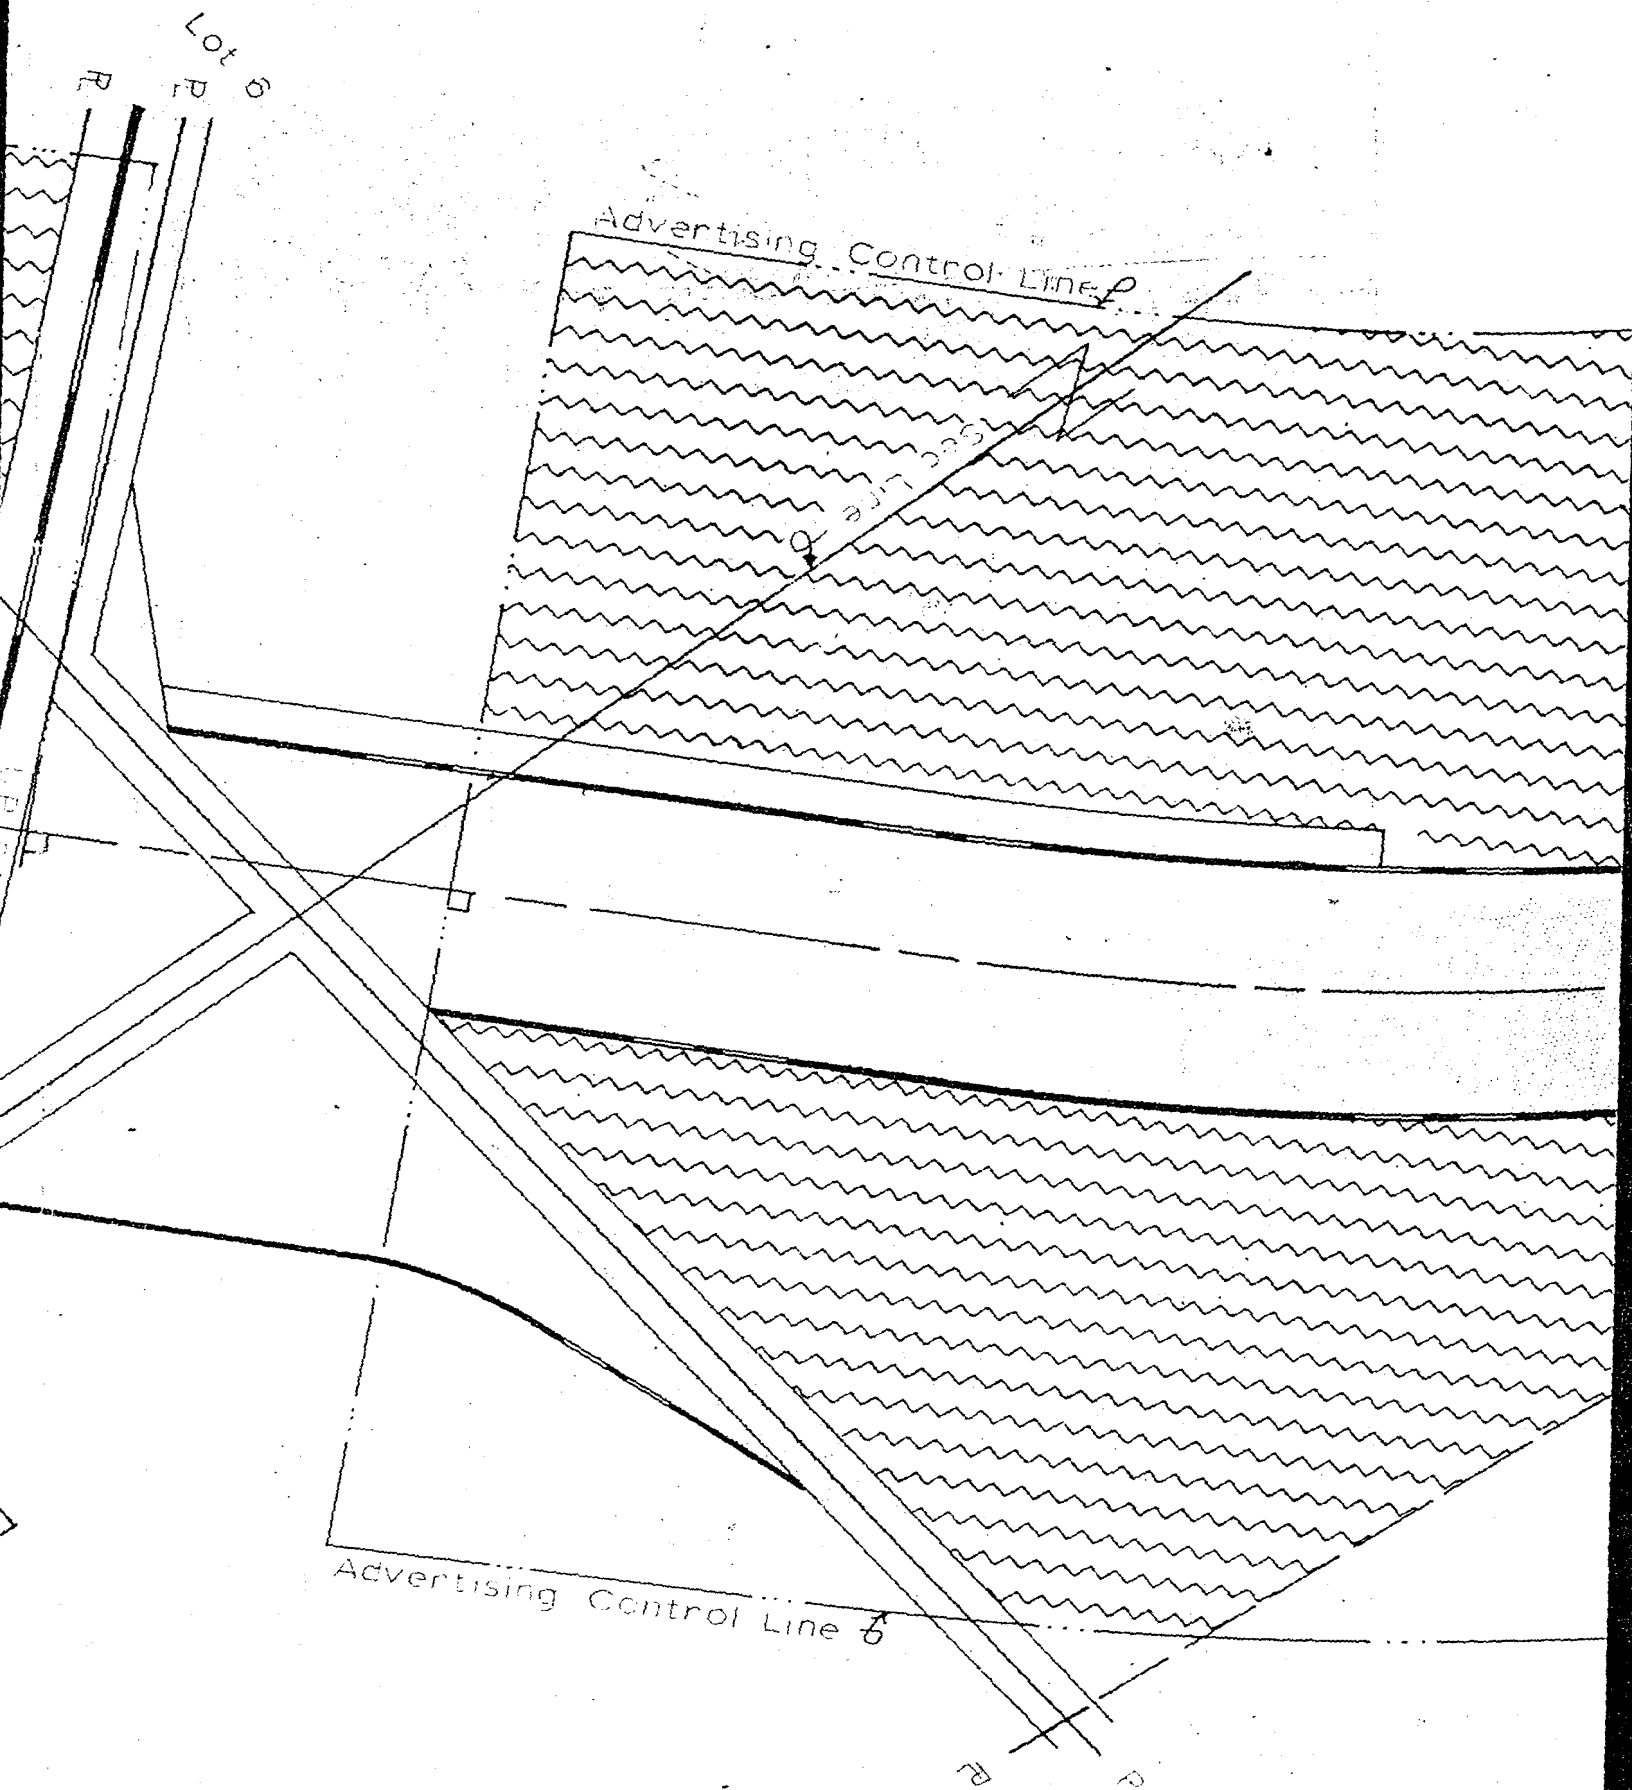 Lot 6
Advertising Control Line
Sec Line
Advertising Control Line
R